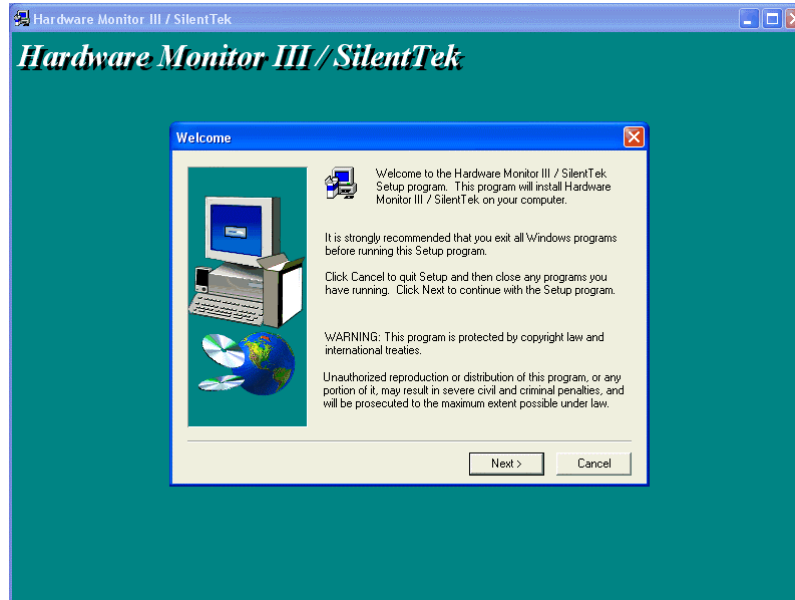 Hardware Monitor III / SilentTek
Hardware Monitor III / SilentTek
Welcome
Welcome to the Hardware Monitor III / SilentTek
Setup program. This program will install Hardware
Monitor III / SilentTek on your computer.
It is strongly recommended that you exit all Windows programs
before running this Setup program.
Click Cancel to quit Setup and then close any programs you
have running. Click Next to continue with the Setup program.
WARNING: This program is protected by copyright law and
international treaties.
Unauthorized reproduction or distribution of this program, or any
portion of it, may result in severe civil and criminal penalties, and
will be prosecuted to the maximum extent possible under law.
Next >
Cancel